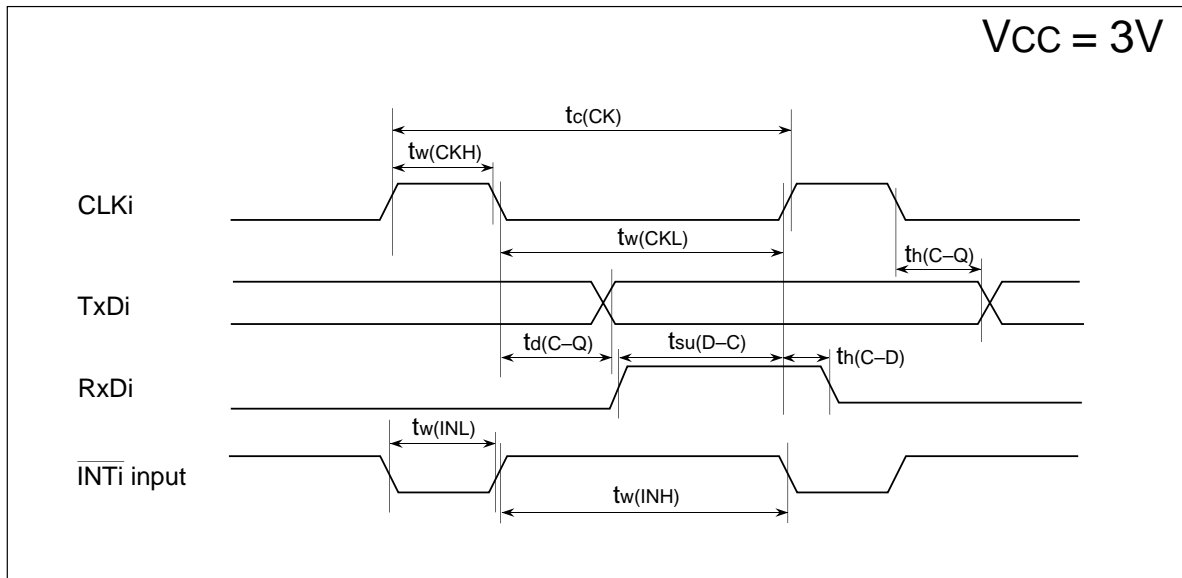 VCC = 3V
tc(CK)
tw(CKH)
CLKi
tw(CKL)
th(C–Q)
TxDi
td(C–Q)
tsu(D–C)
th(C–D)
RxDi
tw(INL)
INTi input
tw(INH)